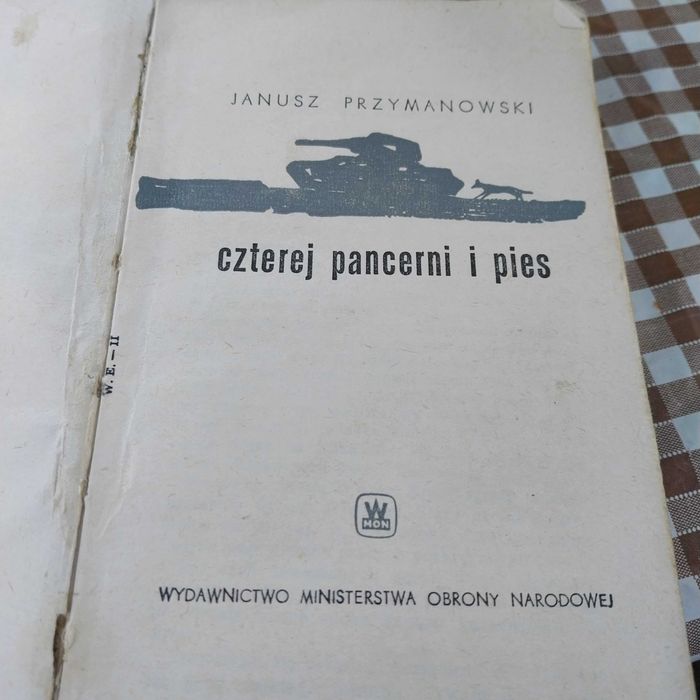 JANUSZ PRZYMANOWSKI
czterej pancerni i pies
W. E. — II
W
MON
WYDAWNICTWO MINISTERSTWA OBRONY NARODOWEJ